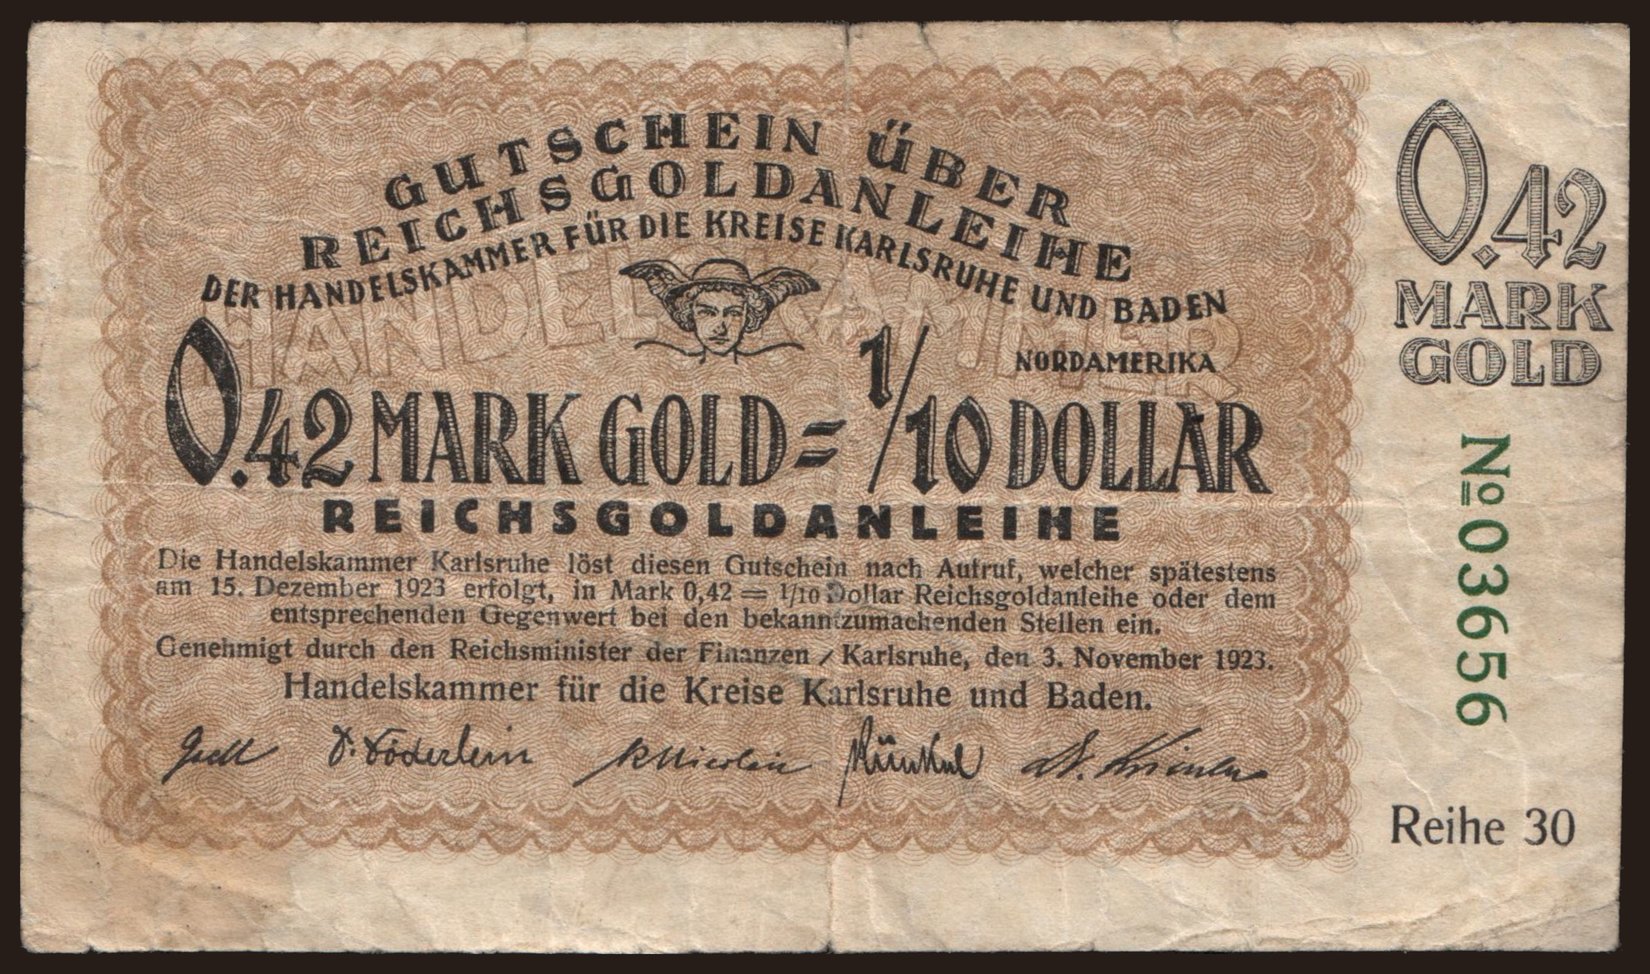 GUTSCHEIN ÜBER
REICHSGOLDANLEIHE
DER HANDELSKAMMER FÜR DIE KREISE KARLSRUHE UND BADEN
HANDELSKAMMER
NORDAMERIKA
0.42 MARK GOLD = 1/10 DOLLAR
REICHSGOLDANLEIHE
Die Handelskammer Karlsruhe löst diesen Gutschein nach Aufruf, welcher spätestens
am 15. Dezember 1923 erfolgt, in Mark 0,42 = 1/10 Dollar Reichsgoldanleihe oder dem
entsprechenden Gegenwert bei den bekanntzumachenden Stellen ein.
Genehmigt durch den Reichsminister der Finanzen / Karlsruhe, den 3. November 1923.
Handelskammer für die Kreise Karlsruhe und Baden.
D. Döderlein
0.42
MARK
GOLD
No 03656
Reihe 30